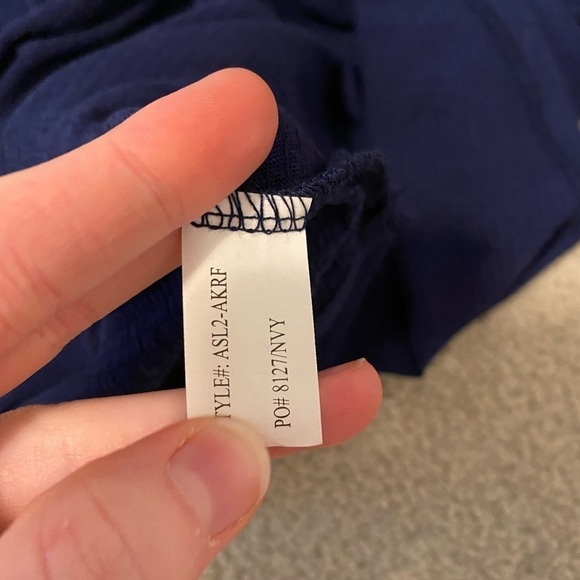 TYLE#: ASL2-AKRF
PO# 8127/NVY